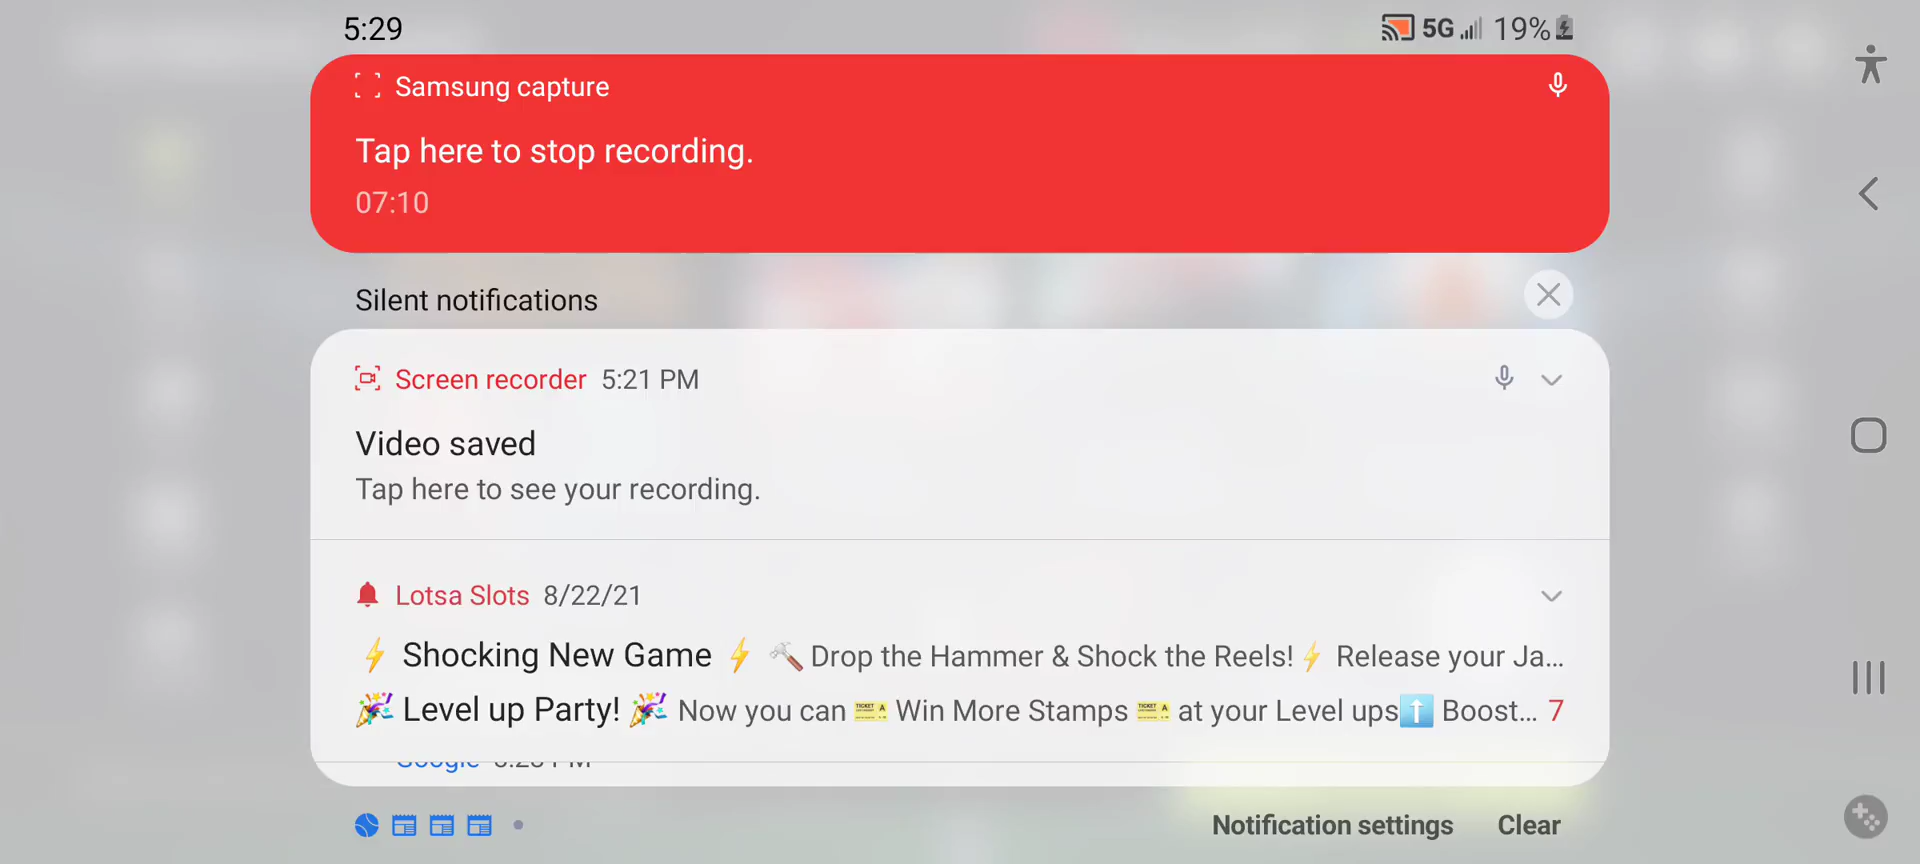 5:29
5G 19%
Samsung capture
Tap here to stop recording.
07:10
Silent notifications
Screen recorder 5:21 PM
Video saved
Tap here to see your recording.
Lotsa Slots 8/22/21
⚡ Shocking New Game ⚡ 🔨 Drop the Hammer & Shock the Reels!⚡ Release your Ja...
🎉 Level up Party! 🎉 Now you can 🎫 Win More Stamps 🎫 at your Level ups⬆️ Boost... 7
Google
Notification settings Clear